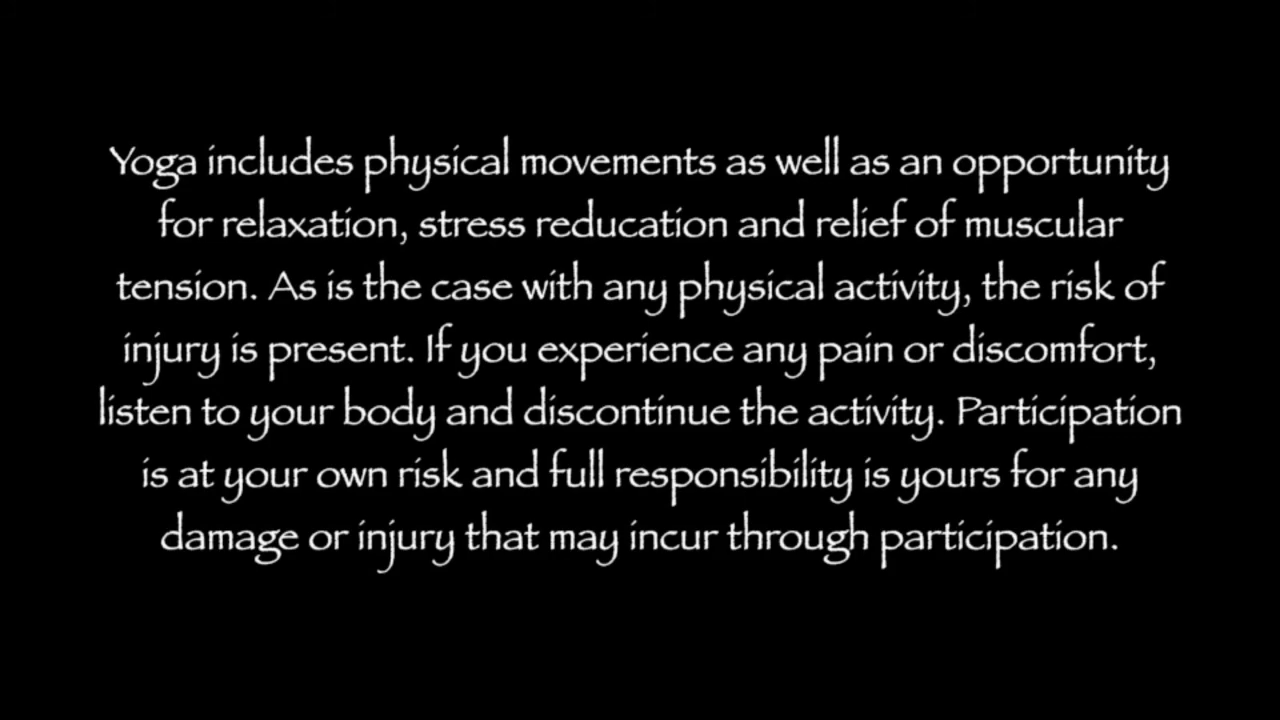 Yoga includes physical movements as well as an opportunity
for relaxation, stress reducation and relief of muscular
tension. As is the case with any physical activity, the risk of
injury is present. If you experience any pain or discomfort,
listen to your body and discontinue the activity. Participation
is at your own risk and full responsibility is yours for any
damage or injury that may incur through participation.